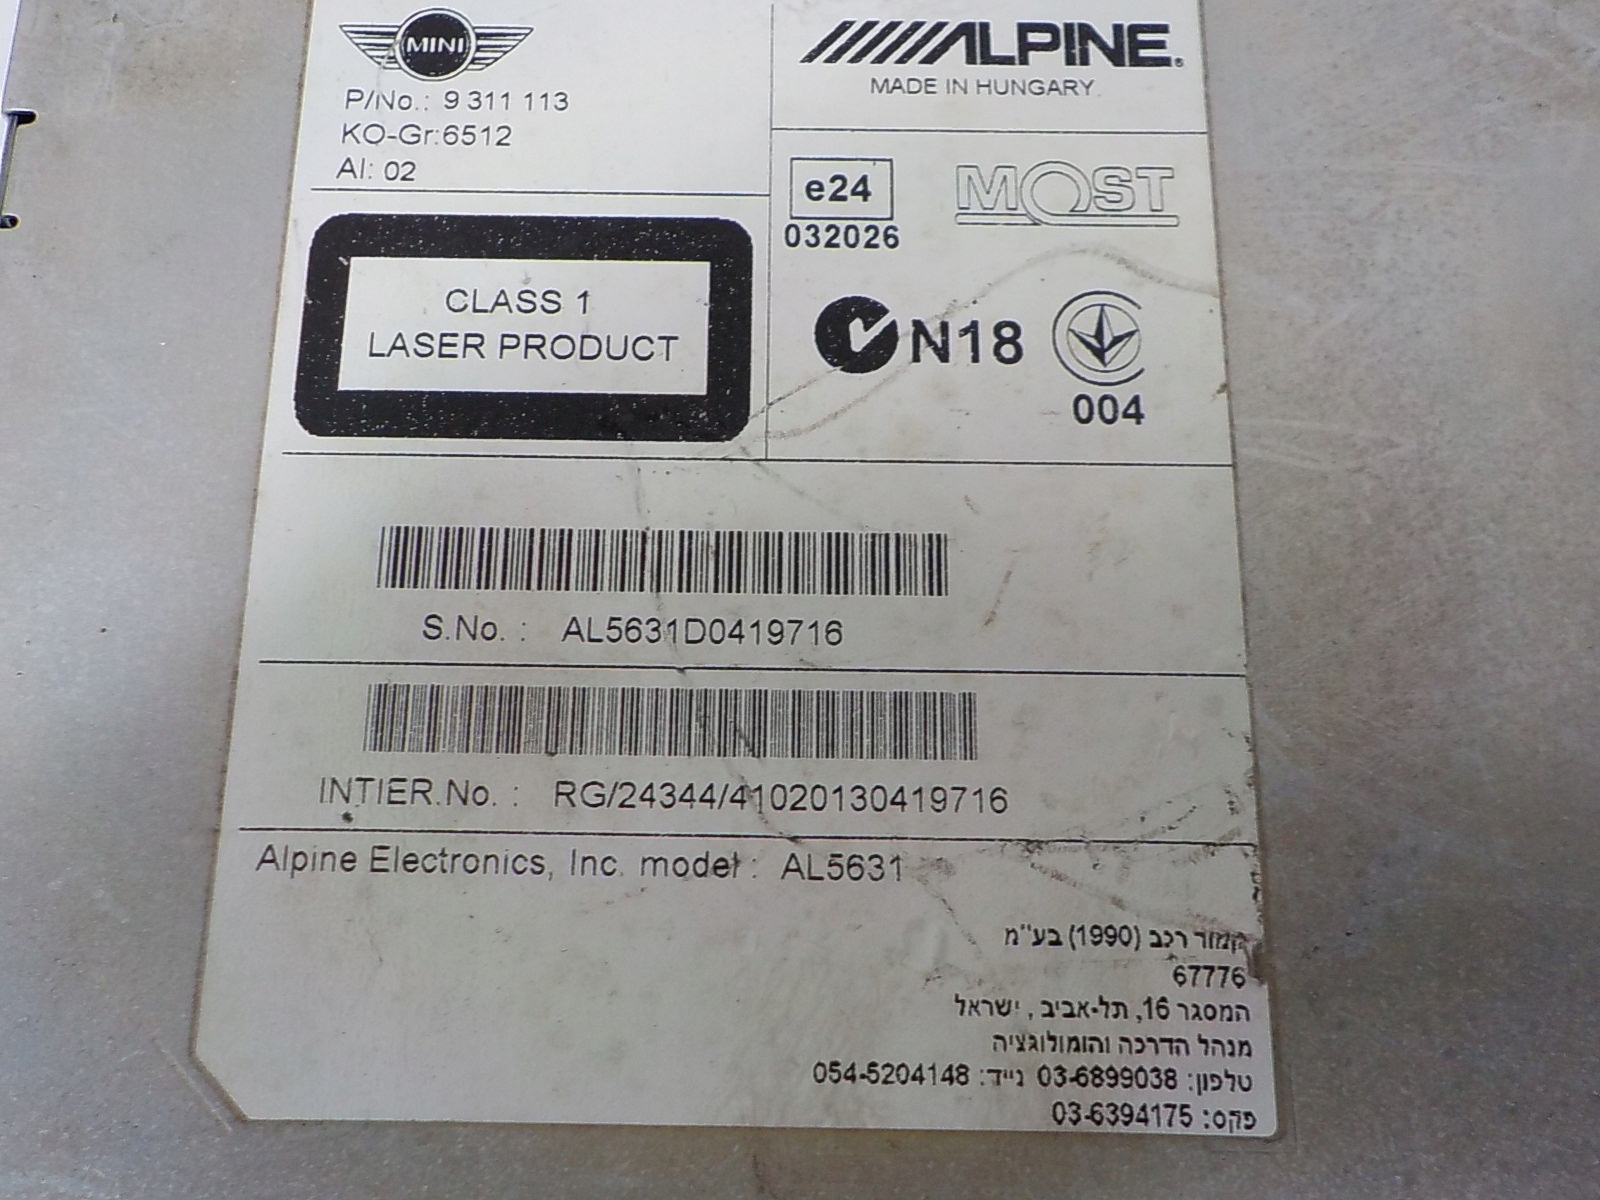 MINI
P/No.: 9 311 113
KO-Gr:6512
AI: 02
ALPINE
MADE IN HUNGARY
e24
032026
MOST
CLASS 1
LASER PRODUCT
N18
004
S.No. : AL5631D0419716
INTIER.No. : RG/24344/41020130419716
Alpine Electronics, Inc. model : AL5631
קמור רכב (1990) בע"מ
67776
המסגר 16, תל-אביב, ישראל
מנהל הדרכה והומולוגציה
טלפון: 03-6899038 נייד: 054-5204148
פקס: 03-6394175